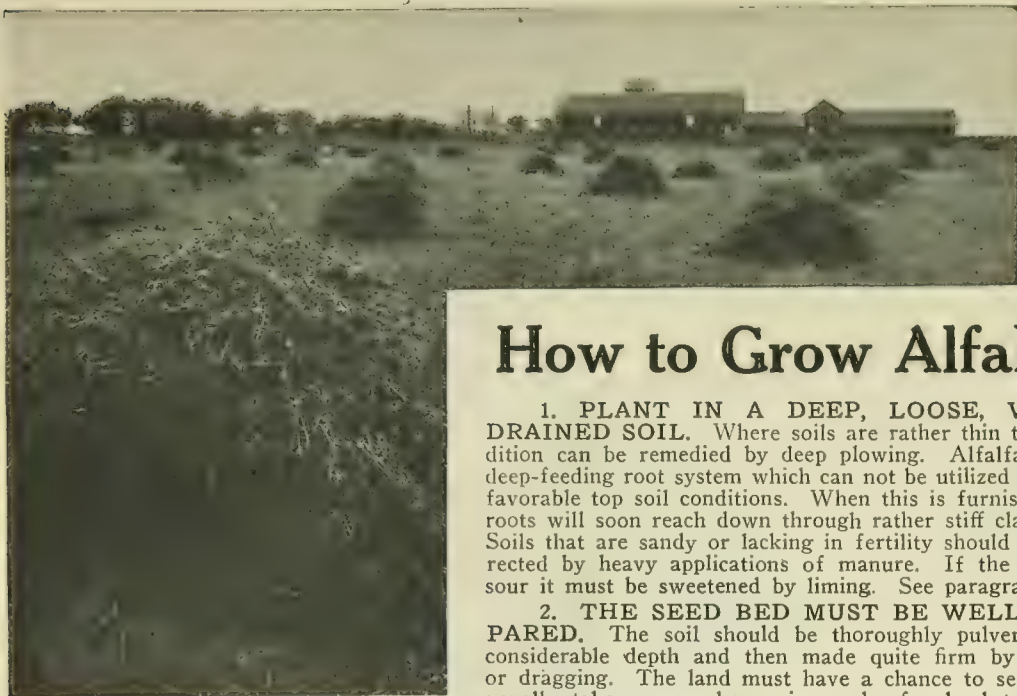 How to Grow Alfal
1. PLANT IN A DEEP, LOOSE, W
DRAINED SOIL. Where soils are rather thin t
dition can be remedied by deep plowing. Alfalfa
deep-feeding root system which can not be utilized
favorable top soil conditions. When this is furnis
roots will soon reach down through rather stiff cla
Soils that are sandy or lacking in fertility should
rected by heavy applications of manure. If the
sour it must be sweetened by liming. See paragra
2. THE SEED BED MUST BE WELL
PARED. The soil should be thoroughly pulver
considerable depth and then made quite firm by
or dragging. The land must have a chance to se